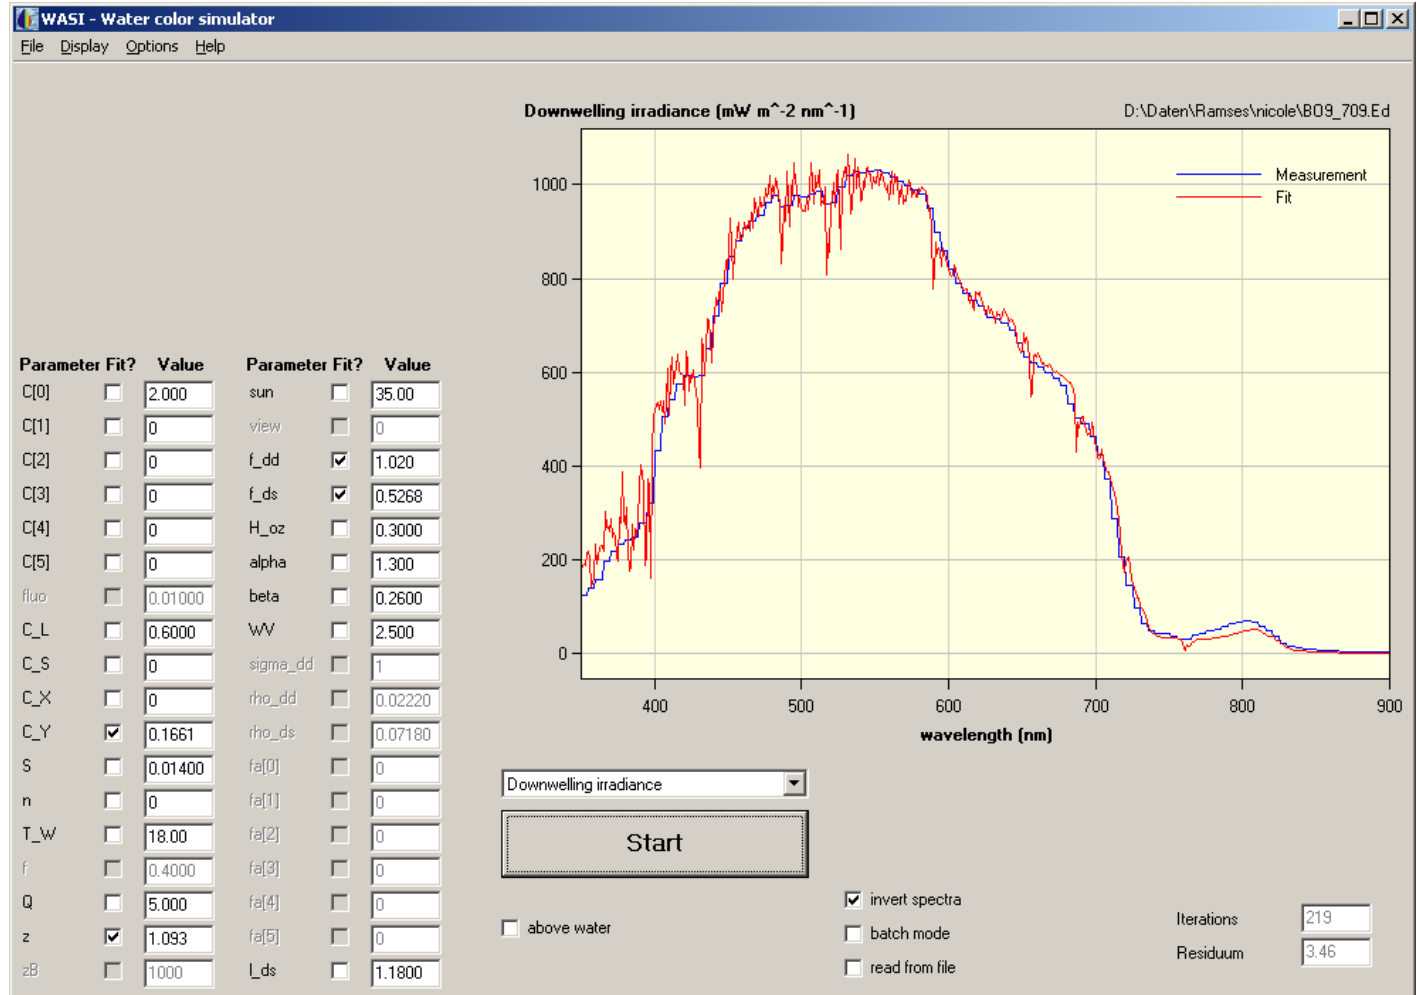 WASI - Water color simulator
File Display Options Help
Downwelling irradiance (mW m^-2 nm^-1) D:\Daten\Ramses\nicole\BO9_709.Ed
Measurement
Fit
1000
800
600
400
200
0
400 500 600 700 800 900
wavelength (nm)
Parameter Fit? Value Parameter Fit? Value
C[0] 2.000 sun 35.00
C[1] 0 view 0
C[2] 0 f_dd 1.020
C[3] 0 f_ds 0.5268
C[4] 0 H_oz 0.3000
C[5] 0 alpha 1.300
fluo 0.01000 beta 0.2600
C_L 0.6000 WV 2.500
C_S 0 sigma_dd 1
C_X 0 rho_dd 0.02220
C_Y 0.1661 rho_ds 0.07180
S 0.01400 fa[0] 0
n 0 fa[1] 0
T_W 18.00 fa[2] 0
f 0.4000 fa[3] 0
Q 5.000 fa[4] 0
z 1.093 fa[5] 0
zB 1000 l_ds 1.1800
Downwelling irradiance
Start
above water
invert spectra
batch mode
read from file
Iterations 219
Residuum 3.46